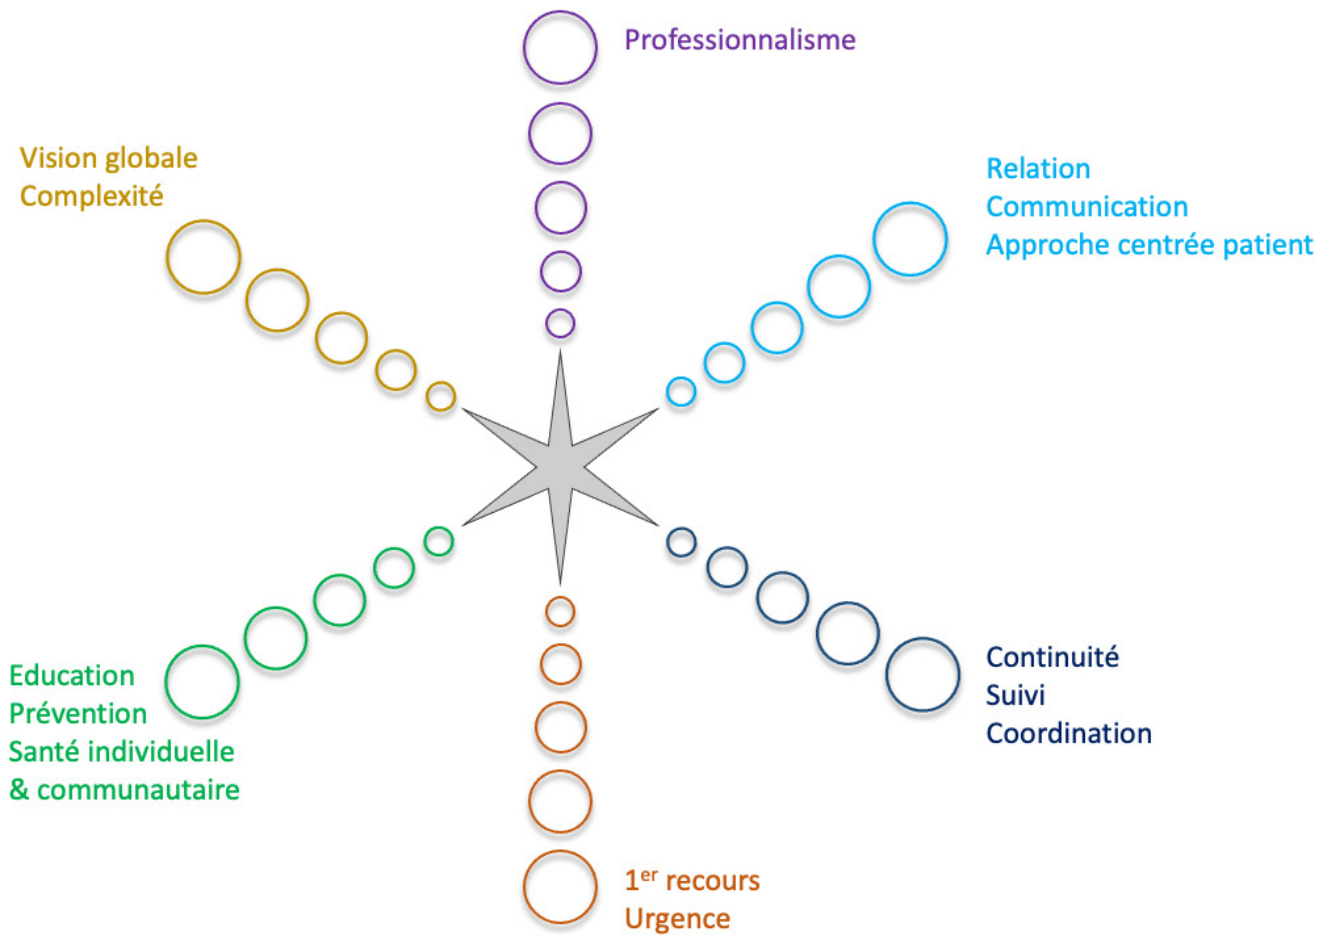 Professionnalisme
Vision globale
Complexité
Relation
Communication
Approche centrée patient
Education
Prévention
Santé individuelle
& communautaire
Continuité
Suivi
Coordination
1er recours
Urgence